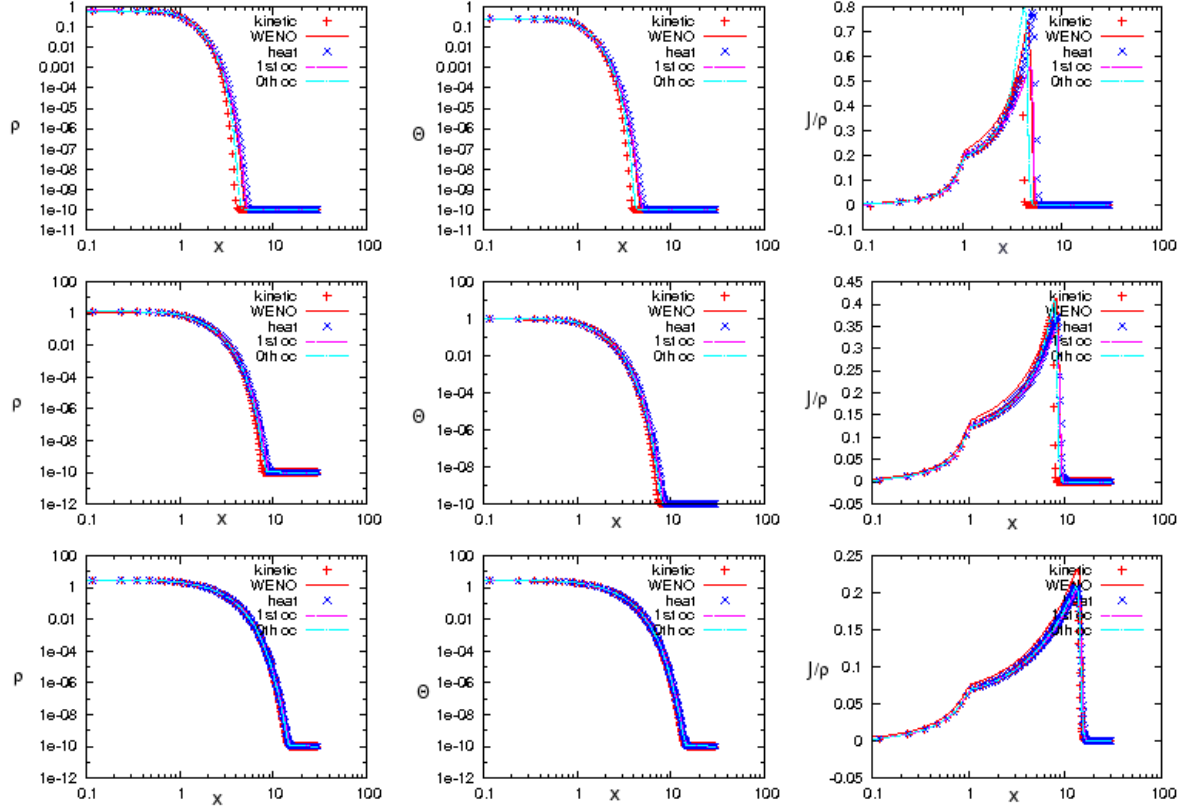 1
0.1
0.01
0.001
1e-04
1e-05
1e-06
1e-07
1e-08
1e-09
1e-10
1e-11
ρ
kinetic
WENO
heat
1st oc
0th oc
0.1 1 10 100
x
1
0.1
0.01
0.001
1e-04
1e-05
1e-06
1e-07
1e-08
1e-09
1e-10
1e-11
Θ
kinetic
WENO
heat
1st oc
0th oc
0.1 1 10 100
x
0.8
0.7
0.6
0.5
0.4
0.3
0.2
0.1
0
-0.1
J/ρ
kinetic
WENO
heat
1st oc
0th oc
0.1 1 10 100
x
100
1
0.01
1e-04
1e-06
1e-08
1e-10
1e-12
ρ
kinetic
WENO
heat
1st oc
0th oc
0.1 1 10 100
x
100
1
0.01
1e-04
1e-06
1e-08
1e-10
Θ
kinetic
WENO
heat
1st oc
0th oc
0.1 1 10 100
x
0.45
0.4
0.35
0.3
0.25
0.2
0.15
0.1
0.05
0
-0.05
J/ρ
kinetic
WENO
heat
1st oc
0th oc
0.1 1 10 100
x
100
1
0.01
1e-04
1e-06
1e-08
1e-10
1e-12
ρ
kinetic
WENO
heat
1st oc
0th oc
0.1 1 10 100
x
100
1
0.01
1e-04
1e-06
1e-08
1e-10
1e-12
Θ
kinetic
WENO
heat
1st oc
0th oc
0.1 1 10 100
x
0.25
0.2
0.15
0.1
0.05
0
-0.05
J/ρ
kinetic
WENO
heat
1st oc
0th oc
0.1 1 10 100
x